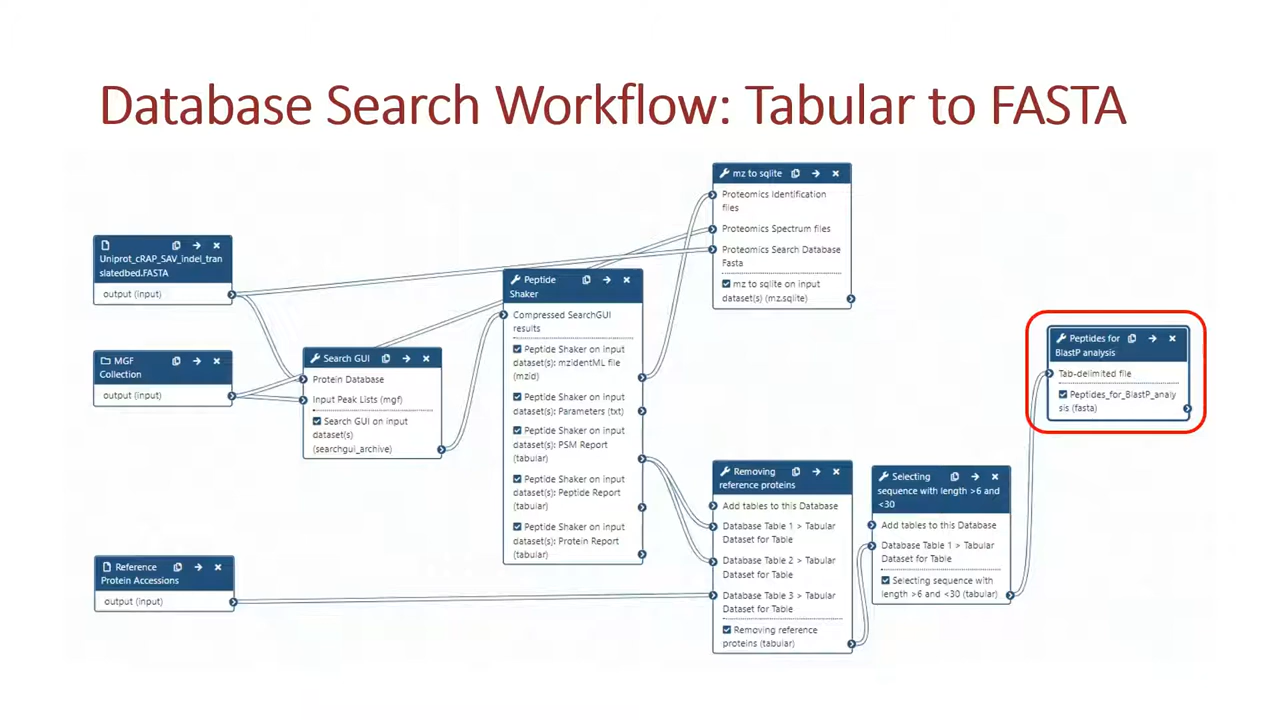 Database Search Workflow: Tabular to FASTA
Uniprot_cRAP_SAV_indel_tran
slatedbed.FASTA
output (input)
MGF
Collection
output (input)
Reference
Protein Accessions
output (input)
Search GUI
Protein Database
Input Peak Lists (mgf)
Search GUI on input
dataset(s)
(searchgui_archive)
Peptide
Shaker
Compressed SearchGUI
results
Peptide Shaker on input
dataset(s): mzidentML file
(mzid)
Peptide Shaker on input
dataset(s): Parameters (txt)
Peptide Shaker on input
dataset(s): PSM Report
(tabular)
Peptide Shaker on input
dataset(s): Peptide Report
(tabular)
Peptide Shaker on input
dataset(s): Protein Report
(tabular)
mz to sqlite
Proteomics Identification
files
Proteomics Spectrum files
Proteomics Search Database
Fasta
mz to sqlite on input
dataset(s) (mz.sqlite)
Removing
reference proteins
Add tables to this Database
Database Table 1 > Tabular
Dataset for Table
Database Table 2 > Tabular
Dataset for Table
Database Table 3 > Tabular
Dataset for Table
Removing reference
proteins (tabular)
Selecting
sequence with length >6 and
<30
Add tables to this Database
Database Table 1 > Tabular
Dataset for Table
Selecting sequence with
length >6 and <30 (tabular)
Peptides for
BlastP analysis
Tab-delimited file
Peptides_for_BlastP_analy
sis (fasta)